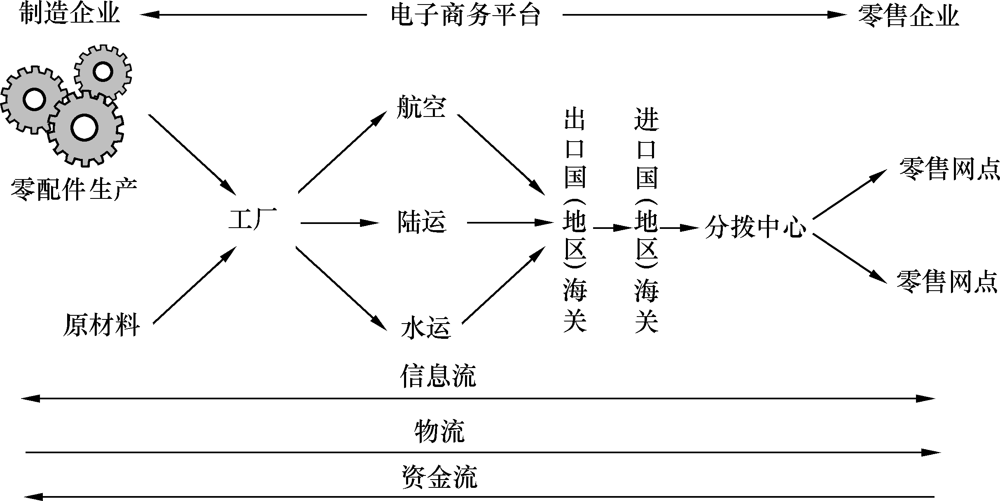 制造企业
电子商务平台
零售企业
零配件生产
原材料
工厂
航空
陆运
水运
出口国(地区)海关
进口国(地区)海关
分拨中心
零售网点
零售网点
信息流
物流
资金流